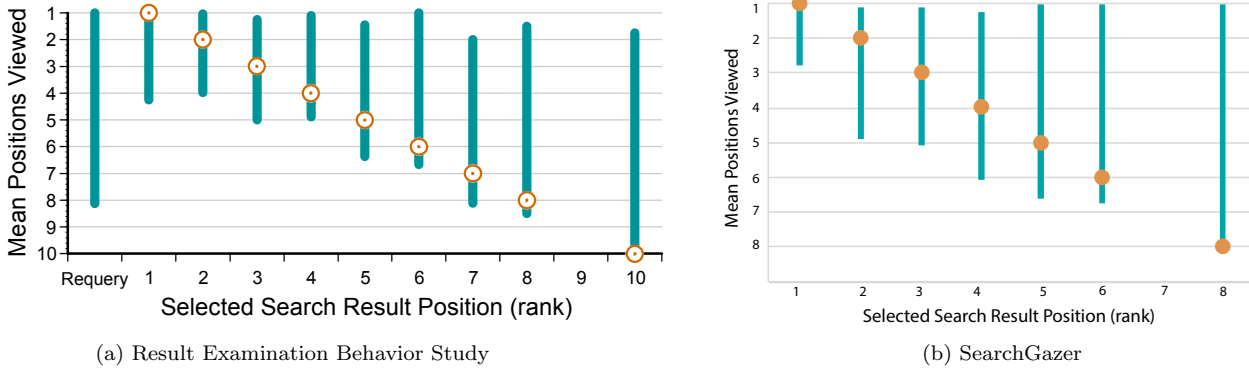 Mean Positions Viewed
1
2
3
4
5
6
7
8
9
10
Requery 1 2 3 4 5 6 7 8 9 10
Selected Search Result Position (rank)
(a) Result Examination Behavior Study
Mean Positions Viewed
1
2
3
4
5
6
7
8
1 2 3 4 5 6 7 8
Selected Search Result Position (rank)
(b) SearchGazer